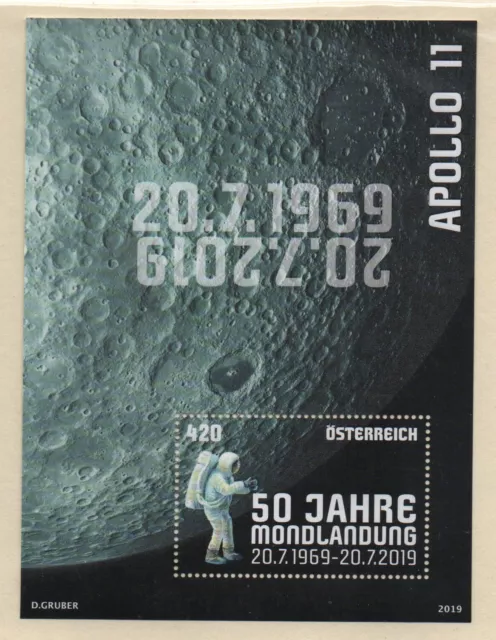 APOLLO 11
20.7.1969
20.7.2019
420
ÖSTERREICH
50 JAHRE
MONDLANDUNG
20.7.1969-20.7.2019
D.GRUBER
2019